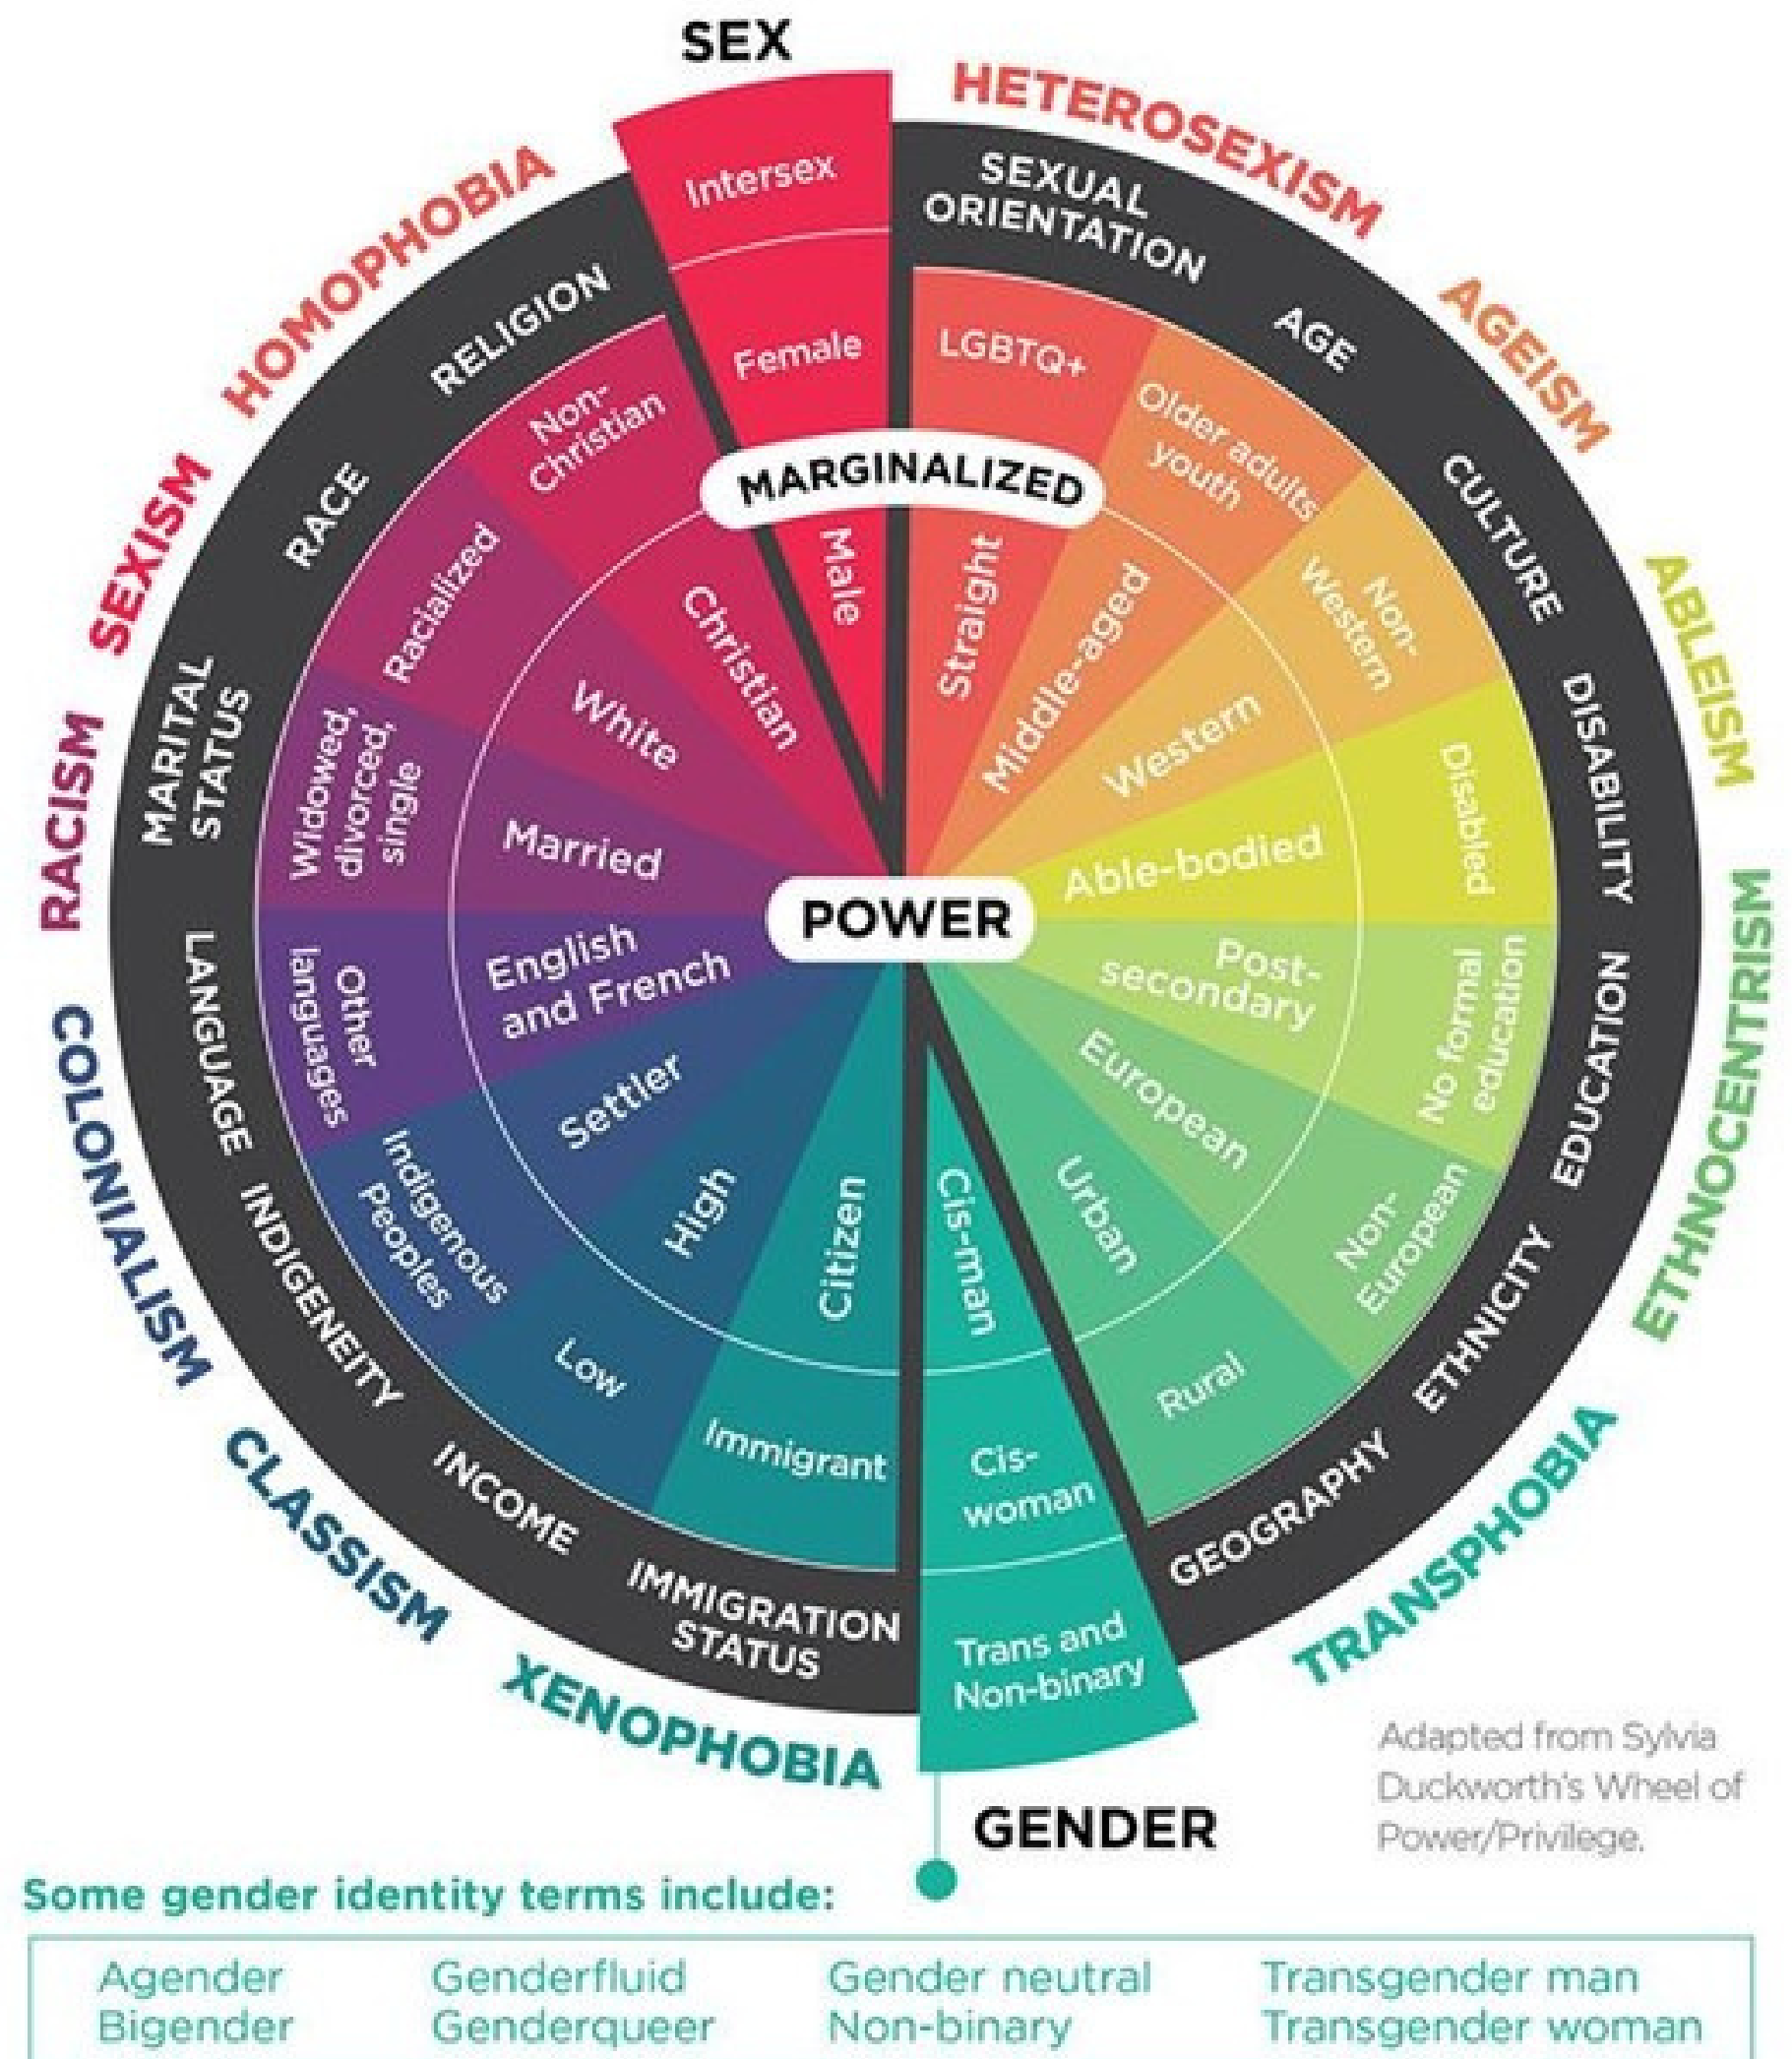 SEX
Intersex
Female
Male
HETEROSEXISM
AGEISM
ABLEISM
ETHNOCENTRISM
TRANSPHOBIA
XENOPHOBIA
CLASSISM
COLONIALISM
RACISM
SEXISM
HOMOPHOBIA
SEXUAL
ORIENTATION
LGBTQ+
Straight
AGE
Older adults
youth
Middle-aged
CULTURE
Non-
Western
Western
DISABILITY
Disabled
Able-bodied
EDUCATION
No formal
education
Post-
secondary
ETHNICITY
Non-
European
European
GEOGRAPHY
Rural
Urban
Cis-man
Cis-
woman
Trans and
Non-binary
GENDER
IMMIGRATION
STATUS
Immigrant
Citizen
INCOME
Low
High
INDIGENEITY
Indigenous
Peoples
Settler
LANGUAGE
Other
languages
English
and French
MARITAL
STATUS
Widowed,
divorced,
single
Married
RACE
Racialized
White
RELIGION
Non-
Christian
Christian
MARGINALIZED
POWER
Adapted from Sylvia
Duckworth's Wheel of
Power/Privilege.
Some gender identity terms include:
Agender Genderfluid Gender neutral Transgender man
Bigender Genderqueer Non-binary Transgender woman